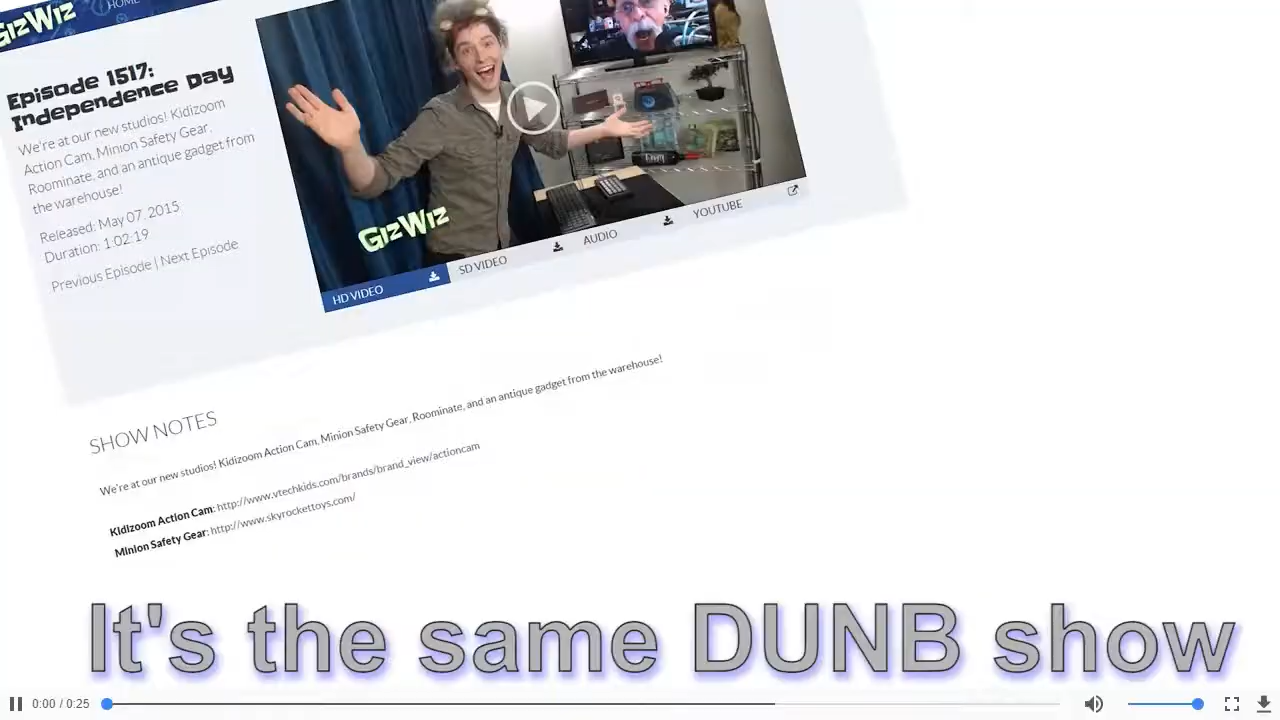 GizWiz
HOME
Episode 1517:
Independence Day
We're at our new studios! Kidizoom
Action Cam, Minion Safety Gear,
Roominate, and an antique gadget from
the warehouse!
Released: May 07, 2015
Duration: 1:02:19
Previous Episode | Next Episode
GizWiz
HD VIDEO
SD VIDEO
AUDIO
YOUTUBE
SHOW NOTES
We're at our new studios! Kidizoom Action Cam, Minion Safety Gear, Roominate, and an antique gadget from the warehouse!
Kidizoom Action Cam: http://www.vtechkids.com/brands/brand_view/actioncam
Minion Safety Gear: http://www.skyrockettoys.com/
It's the same DUNB show
0:00 / 0:25